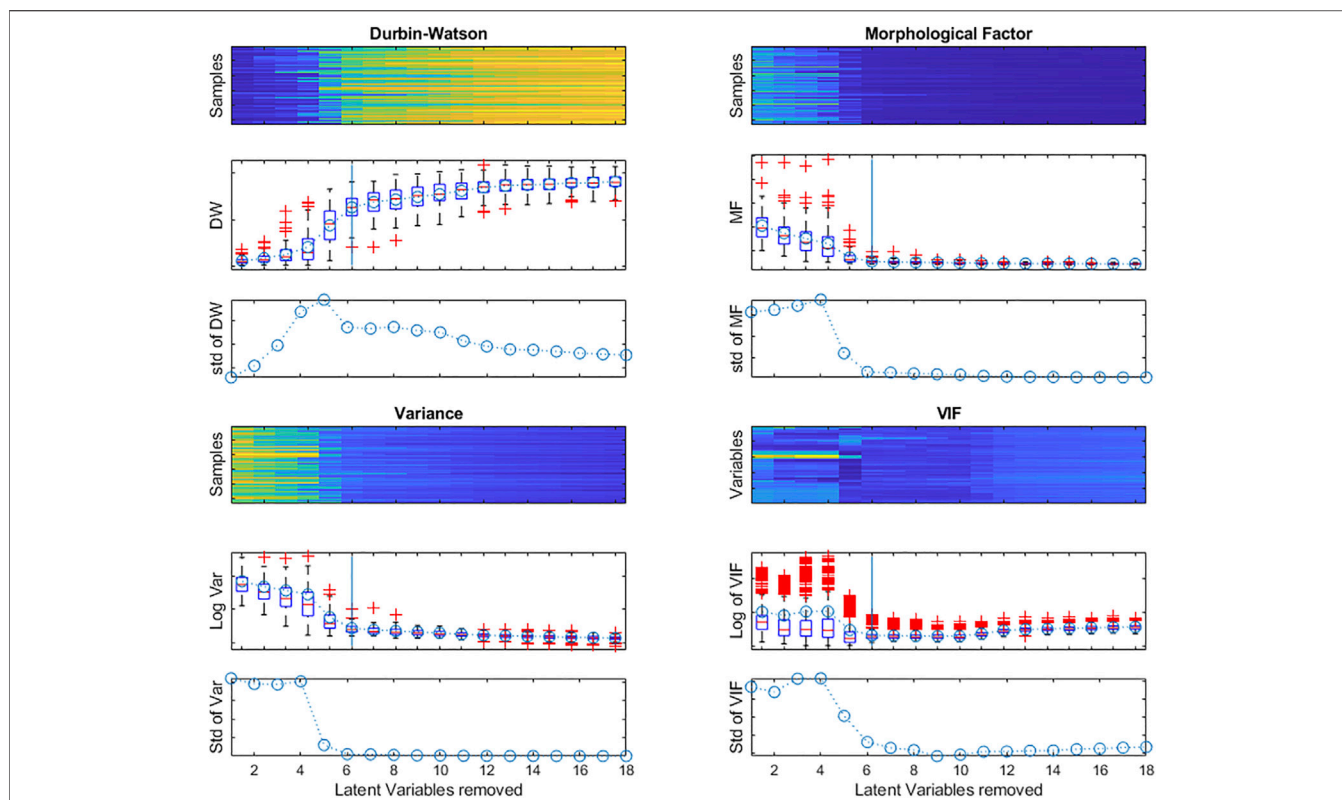 Durbin-Watson
Samples
DW
std of DW
Morphological Factor
Samples
MF
std of MF
Variance
Samples
Log Var
Std of Var
2 4 6 8 10 12 14 16 18
Latent Variables removed
VIF
Variables
Log of VIF
Std of VIF
2 4 6 8 10 12 14 16 18
Latent Variables removed